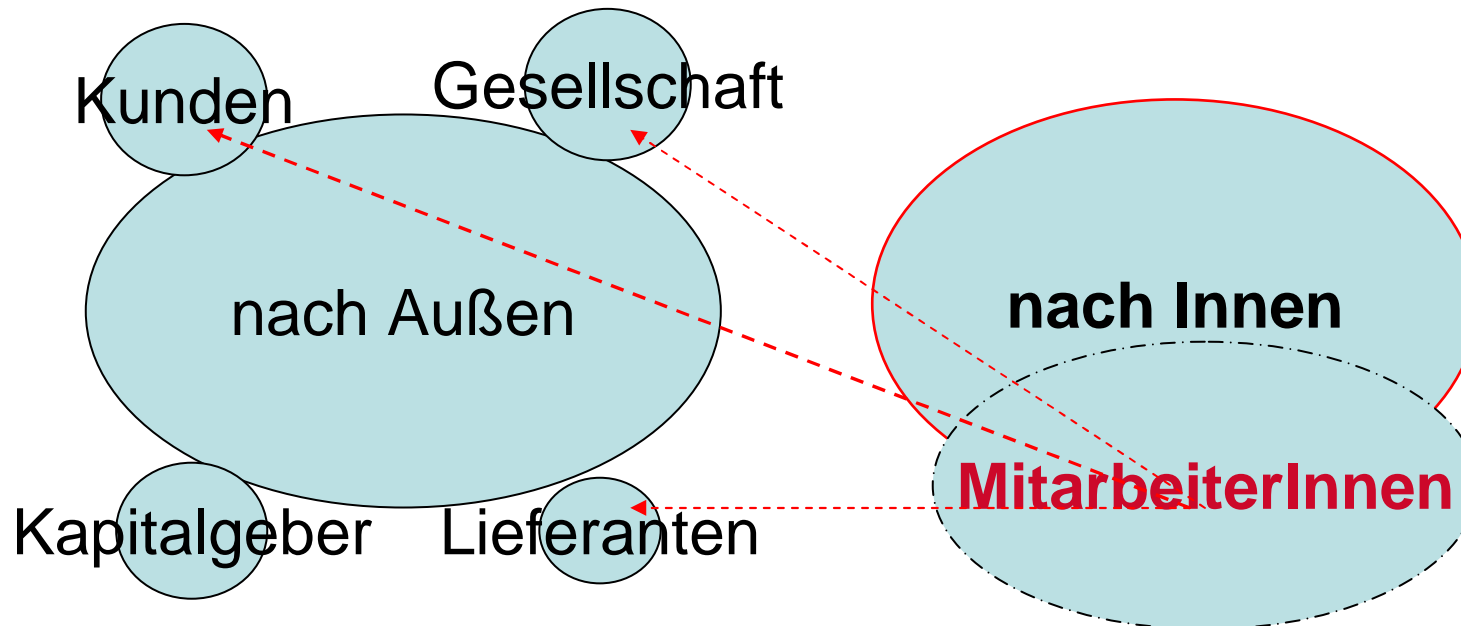 Kunden
Gesellschaft
nach Außen
nach Innen
MitarbeiterInnen
Kapitalgeber
Lieferanten